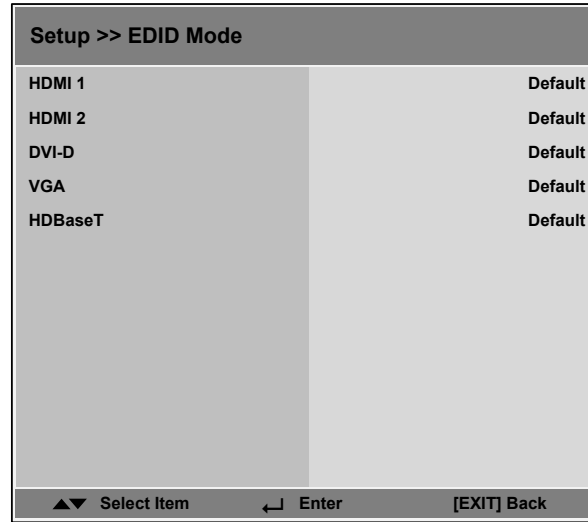 Setup >> EDID Mode
HDMI 1 Default
HDMI 2 Default
DVI-D Default
VGA Default
HDBaseT Default
▲▼ Select Item ↵ Enter [EXIT] Back